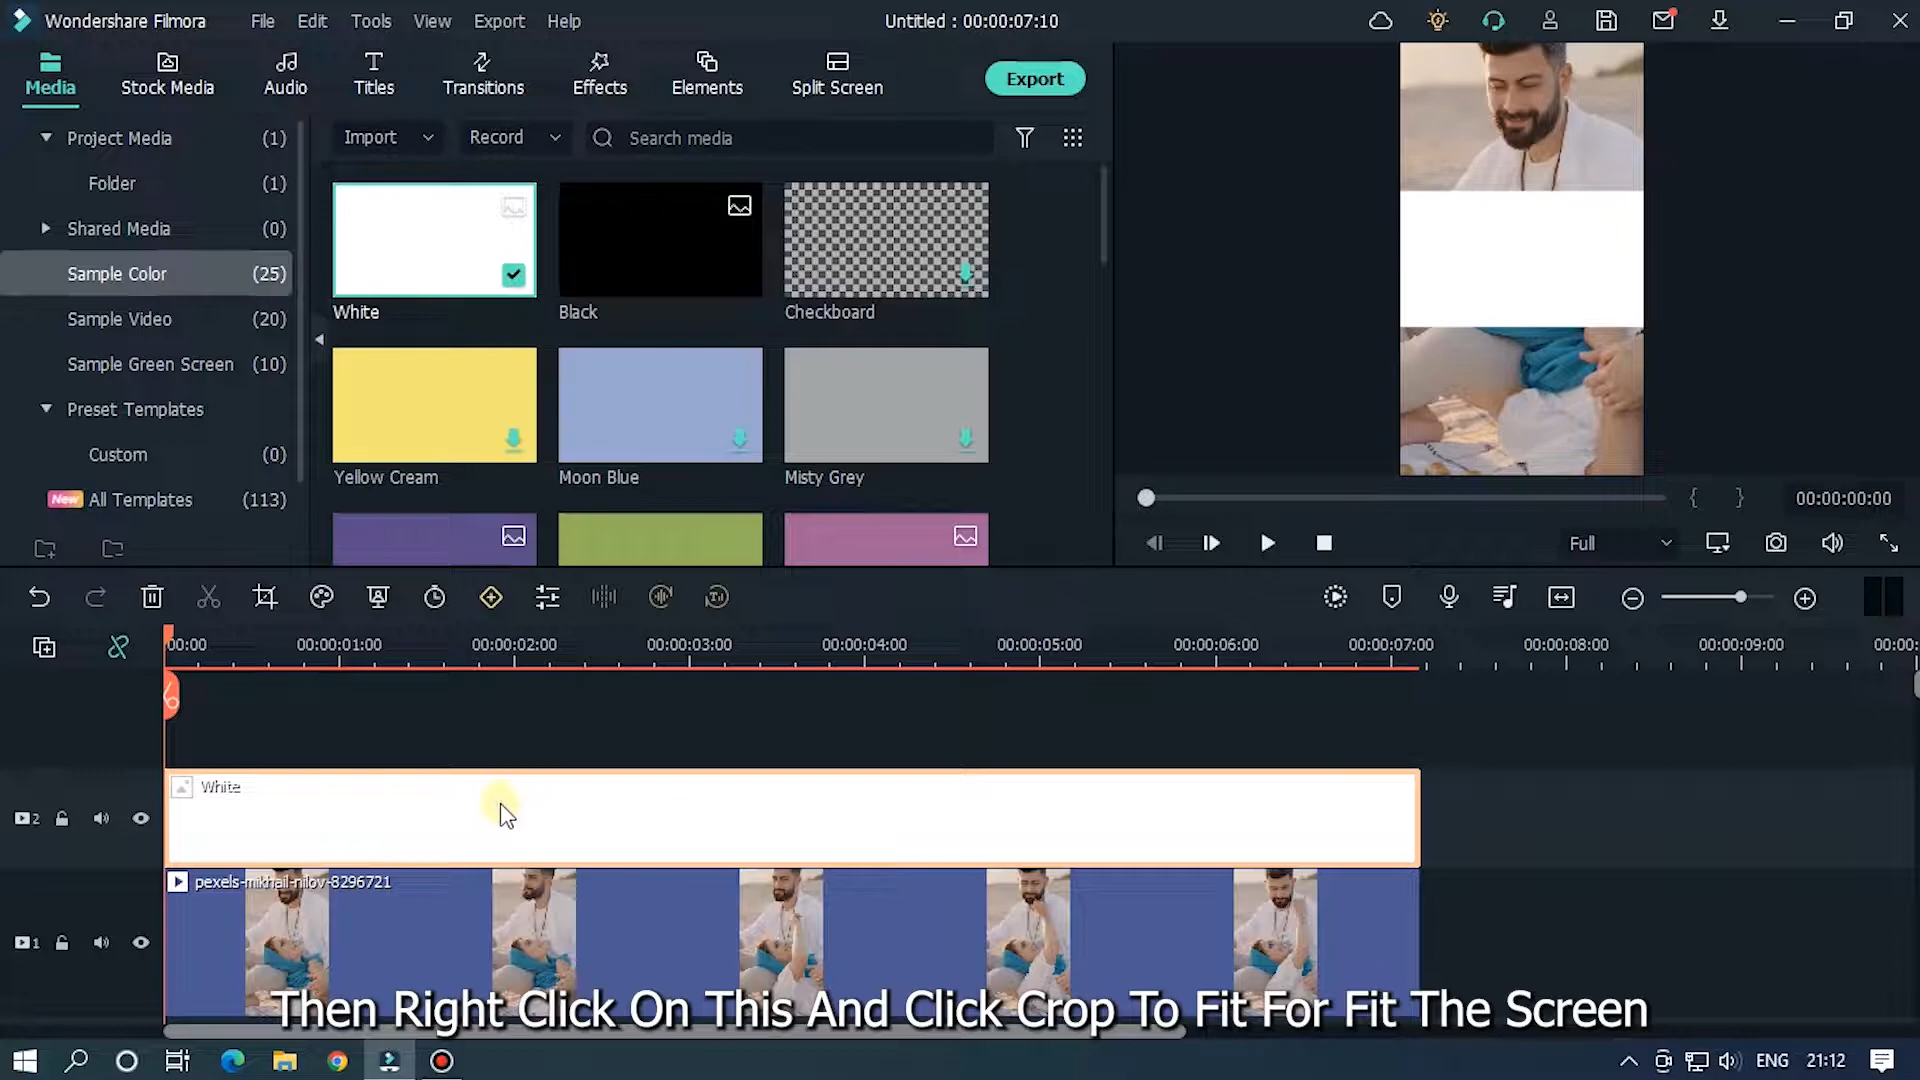 Wondershare Filmora File Edit Tools View Export Help Untitled : 00:00:07:10
Media Stock Media Audio Titles Transitions Effects Elements Split Screen Export
Project Media (1)
Folder (1)
Shared Media (0)
Sample Color (25)
Sample Video (20)
Sample Green Screen (10)
Preset Templates
Custom (0)
New All Templates (113)
Import Record Search media
White Black Checkboard
Yellow Cream Moon Blue Misty Grey
{ } 00:00:00:00
Full
00:00 00:00:01:00 00:00:02:00 00:00:03:00 00:00:04:00 00:00:05:00 00:00:06:00 00:00:07:00 00:00:08:00 00:00:09:00 00:00:
2 White
1 pexels-mikhail-nilov-8296721
Then Right Click On This And Click Crop To Fit For Fit The Screen
ENG 21:12